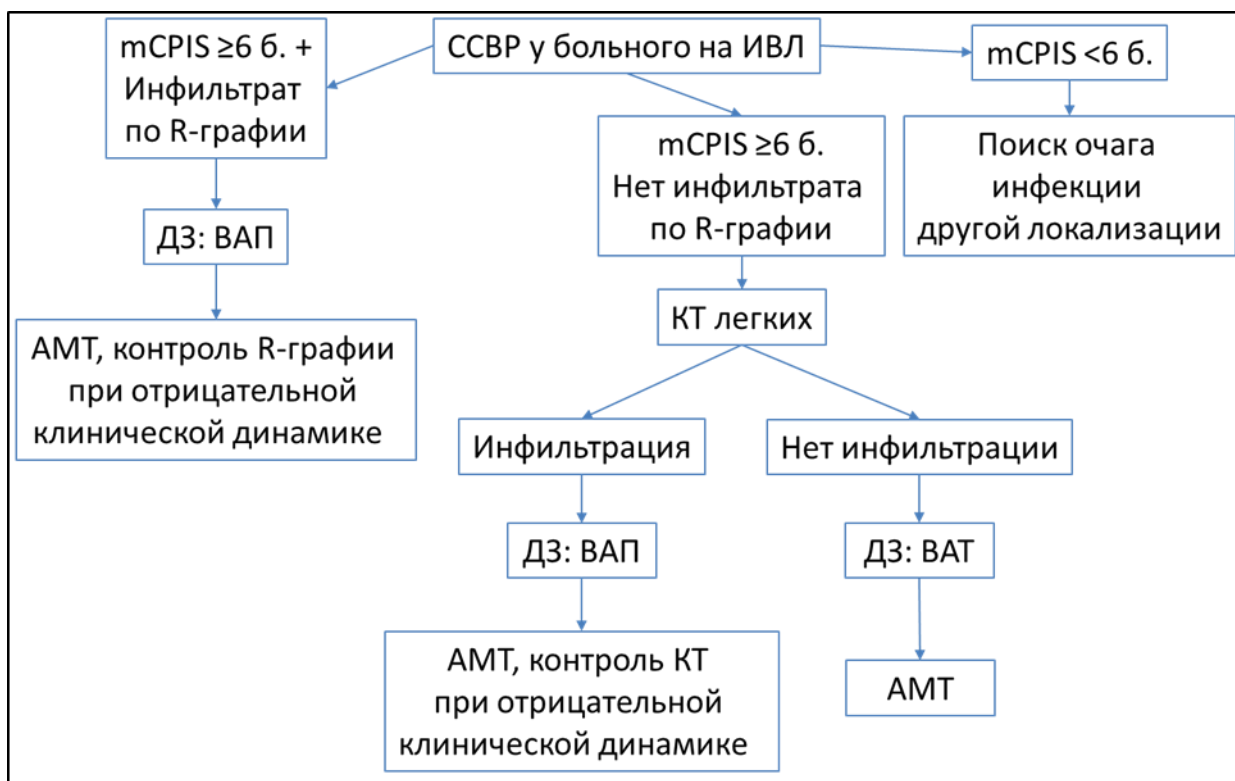 mCPIS ≥6 б. +
Инфильтрат
по R-графии
ССВР у больного на ИВЛ
mCPIS <6 б.
mCPIS ≥6 б.
Нет инфильтрата
по R-графии
Поиск очага
инфекции
другой локализации
ДЗ: ВАП
КТ легких
АМТ, контроль R-графии
при отрицательной
клинической динамике
Инфильтрация
Нет инфильтрации
ДЗ: ВАП
ДЗ: ВАТ
АМТ, контроль КТ
при отрицательной
клинической динамике
АМТ